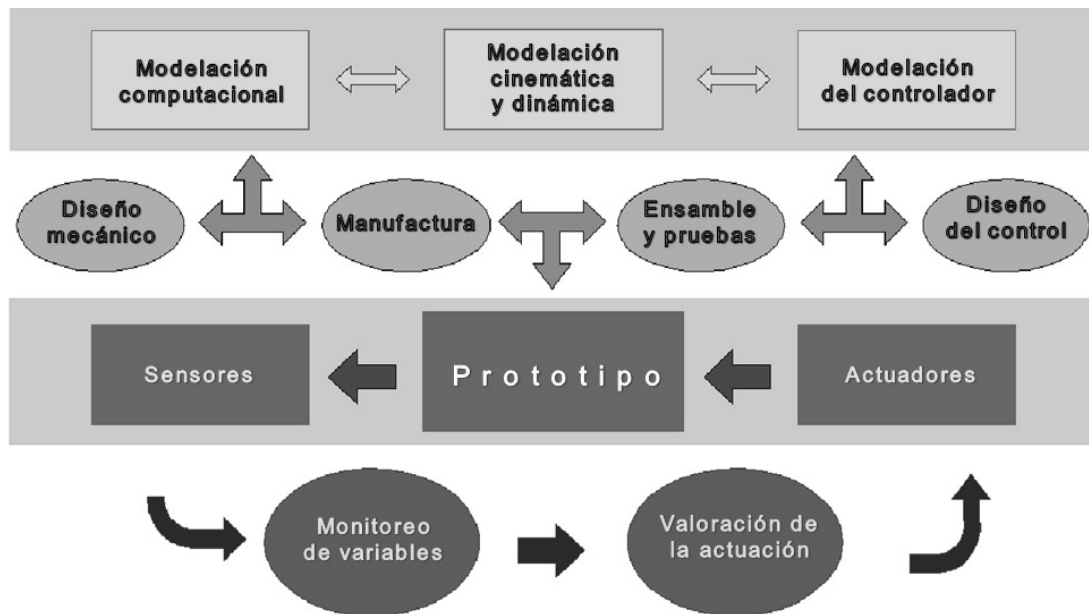 Modelación
computacional
Modelación
cinemática
y dinámica
Modelación
del controlador
Diseño
mecánico
Manufactura
Ensamble
y pruebas
Diseño
del control
Sensores
Prototipo
Actuadores
Monitoreo
de variables
Valoración de
la actuación